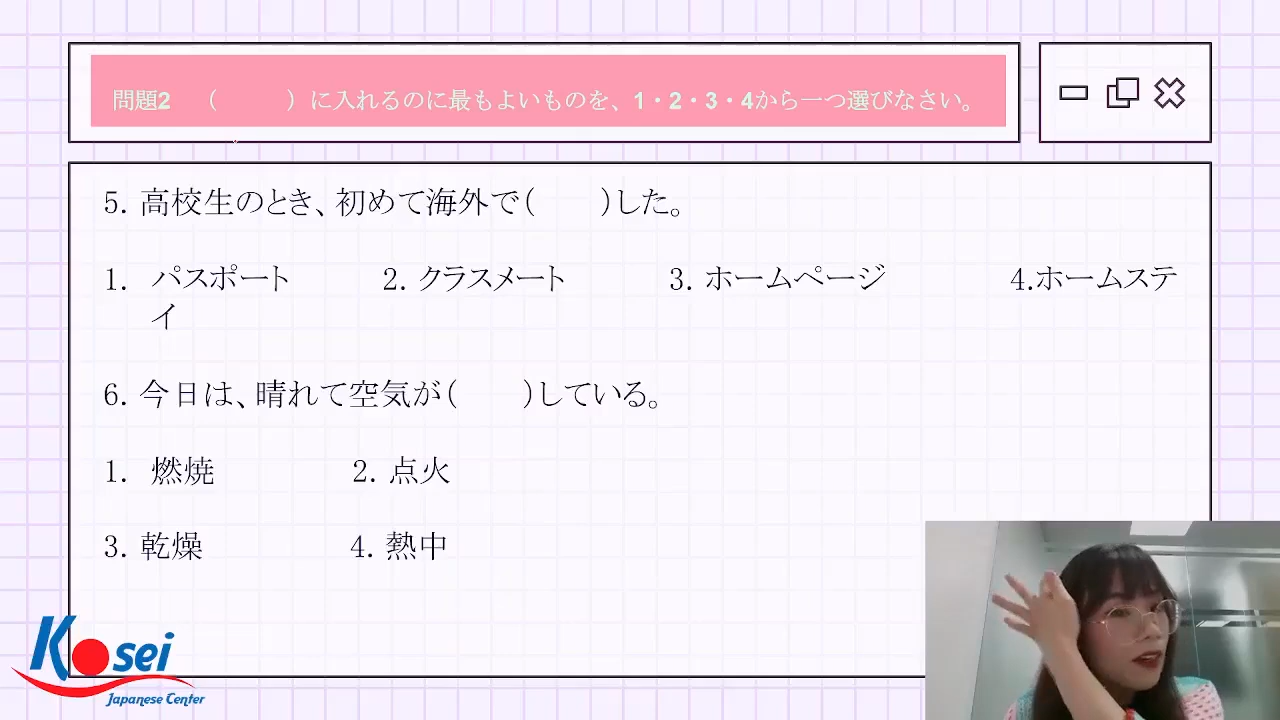 問題2 （ ）に入れるのに最もよいものを、1・2・3・4から一つ選びなさい。
5. 高校生のとき、初めて海外で( )した。
1. パスポート 2. クラスメート 3. ホームページ 4.ホームステ
イ
6. 今日は、晴れて空気が( )している。
1. 燃焼 2. 点火
3. 乾燥 4. 熱中
Kosei
Japanese Center